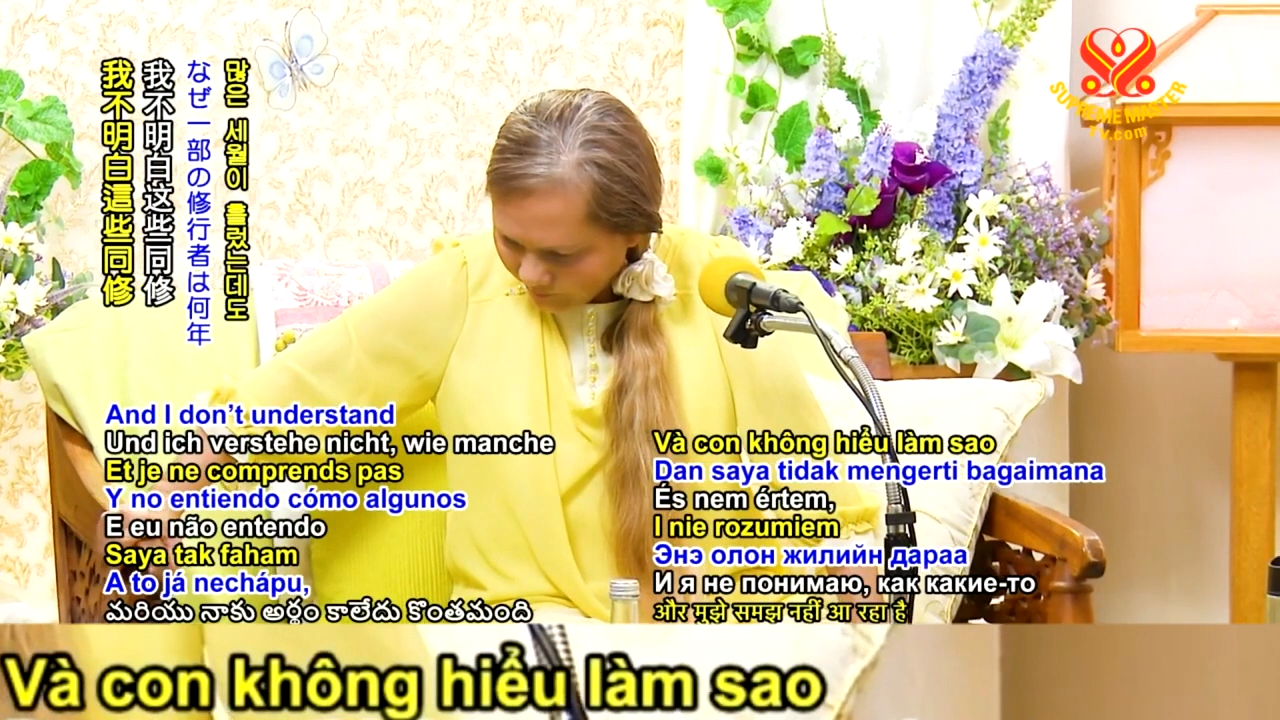 我不明白這些同修
我不明白这些同修
なぜ一部の修行者は何年
많은 세월이 흘렀는데도
SUPREME MASTER
TV.com
And I don’t understand
Und ich verstehe nicht, wie manche
Et je ne comprends pas
Y no entiendo cómo algunos
E eu não entendo
Saya tak faham
A to já nechápu,
మరియు నాకు అర్థం కాలేదు కొంతమంది
Và con không hiểu làm sao
Dan saya tidak mengerti bagaimana
És nem értem,
I nie rozumiem
Энэ олон жилийн дараа
И я не понимаю, как какие-то
और मुझे समझ नहीं आ रहा है
Và con không hiểu làm sao